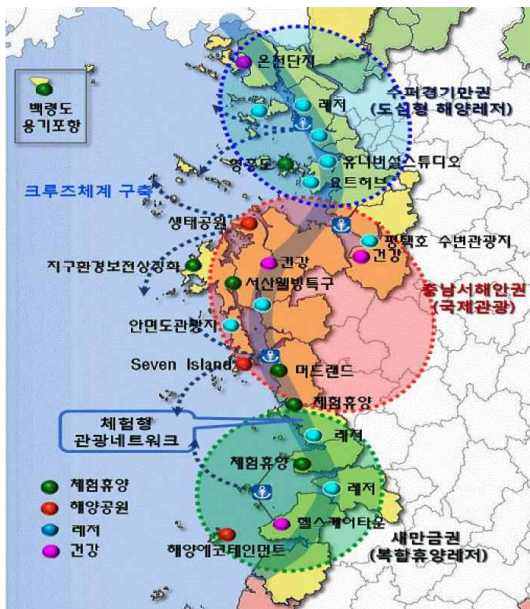 온천단지
백령도
용기포항
수퍼경기만권
(도심형 해양레저)
레저
영흥도
유니버설스튜디오
요트허브
크루즈체계 구축
생태공원
평택호 수변관광지
건강
지구환경보전상징화
건강
서산웰빙특구
충남서해안권
(국제관광)
안면도관광지
Seven Island
머드랜드
체험휴양
체험형
관광네트워크
레저
체험휴양
레저
체험휴양
해양공원
레저
건강
헬스케어타운
해양에코테인먼트
새만금권
(복합휴양레저)